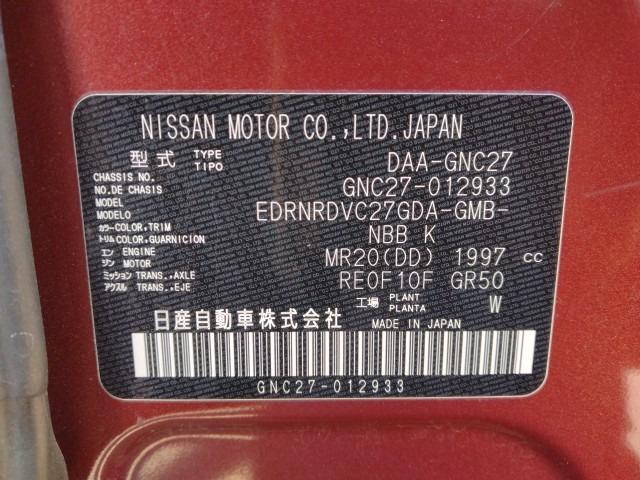 NISSAN MOTOR CO.,LTD.JAPAN
型式 TYPE TIPO DAA-GNC27
CHASSIS NO. NO.DE CHASIS GNC27-012933
MODEL MODELO EDRNRDVC27GDA-GMB-
カラー COLOR,TRIM トリム COLOR,GUARNICION NBB K
エンジン ENGINE MOTOR MR20(DD) 1997 cc
ミッション TRANS.,AXLE アクスル TRANS.,EJE RE0F10F GR50
工場 PLANT PLANTA W
日産自動車株式会社 MADE IN JAPAN
GNC27-012933